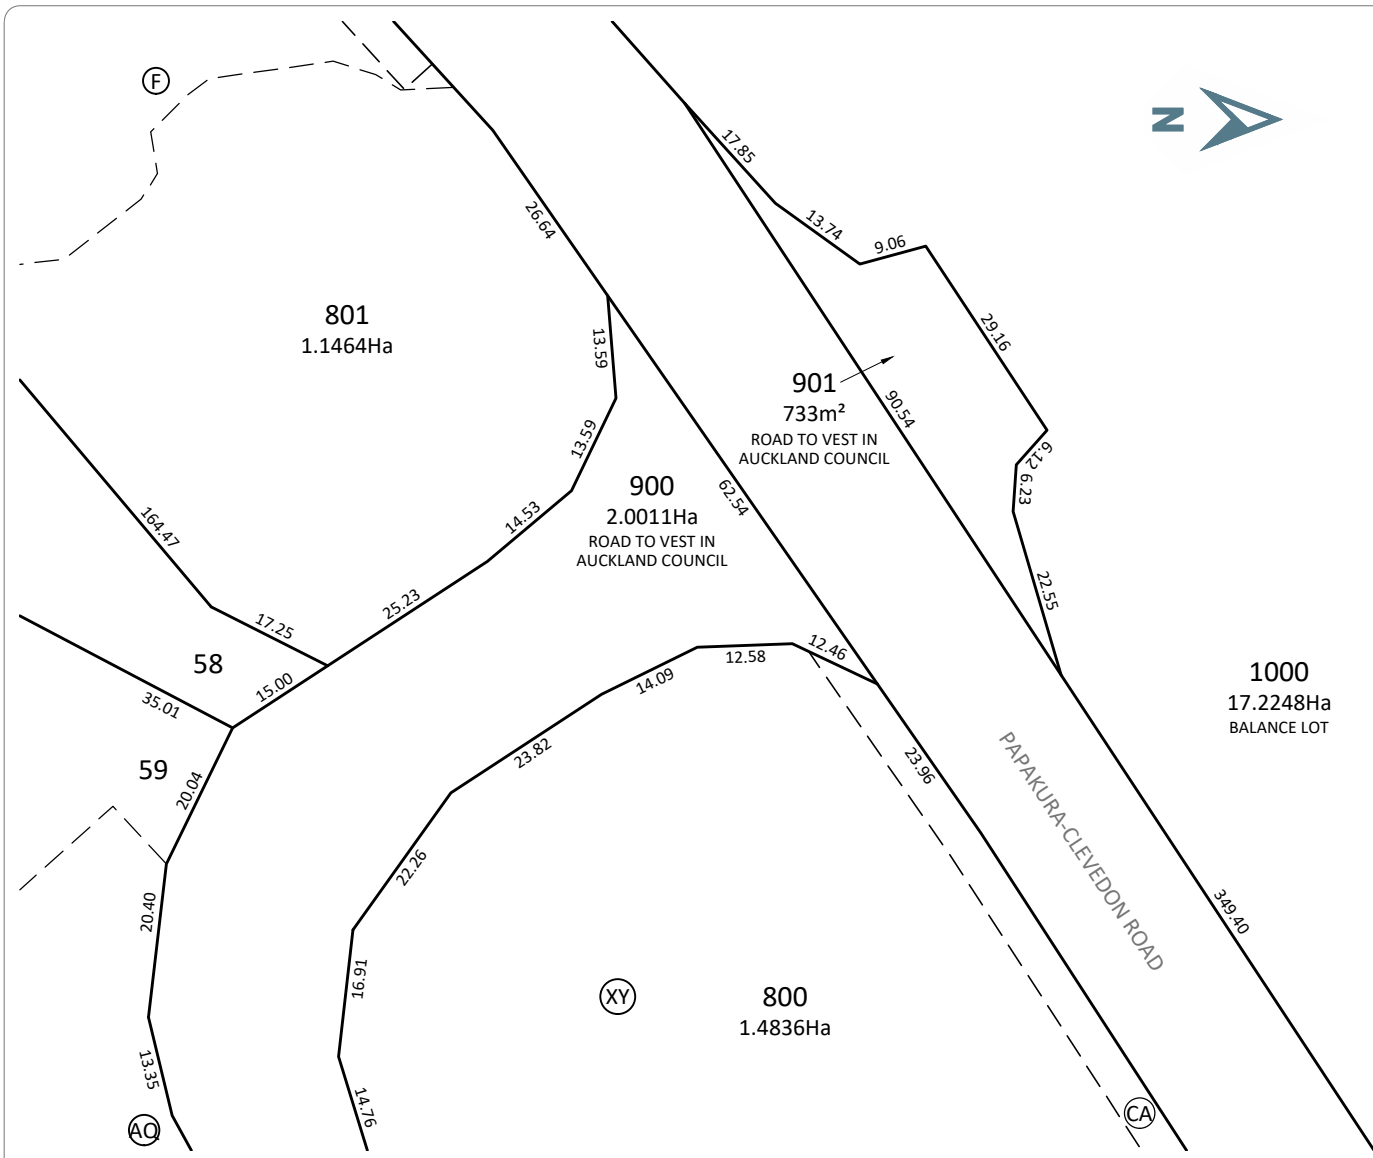 F
N
17.85
13.74
9.06
26.64
801
1.1464Ha
13.59
29.16
901
733m²
ROAD TO VEST IN
AUCKLAND COUNCIL
90.54
13.59
6.12
6.23
900
2.0011Ha
ROAD TO VEST IN
AUCKLAND COUNCIL
62.54
14.53
164.47
25.23
22.55
17.25
12.46
12.58
58
15.00
14.09
1000
17.2248Ha
BALANCE LOT
35.01
59
20.04
23.82
23.96
PAPAKURA-CLEVEDON ROAD
22.26
20.40
349.40
16.91
XY
800
1.4836Ha
13.35
14.76
AQ
CA